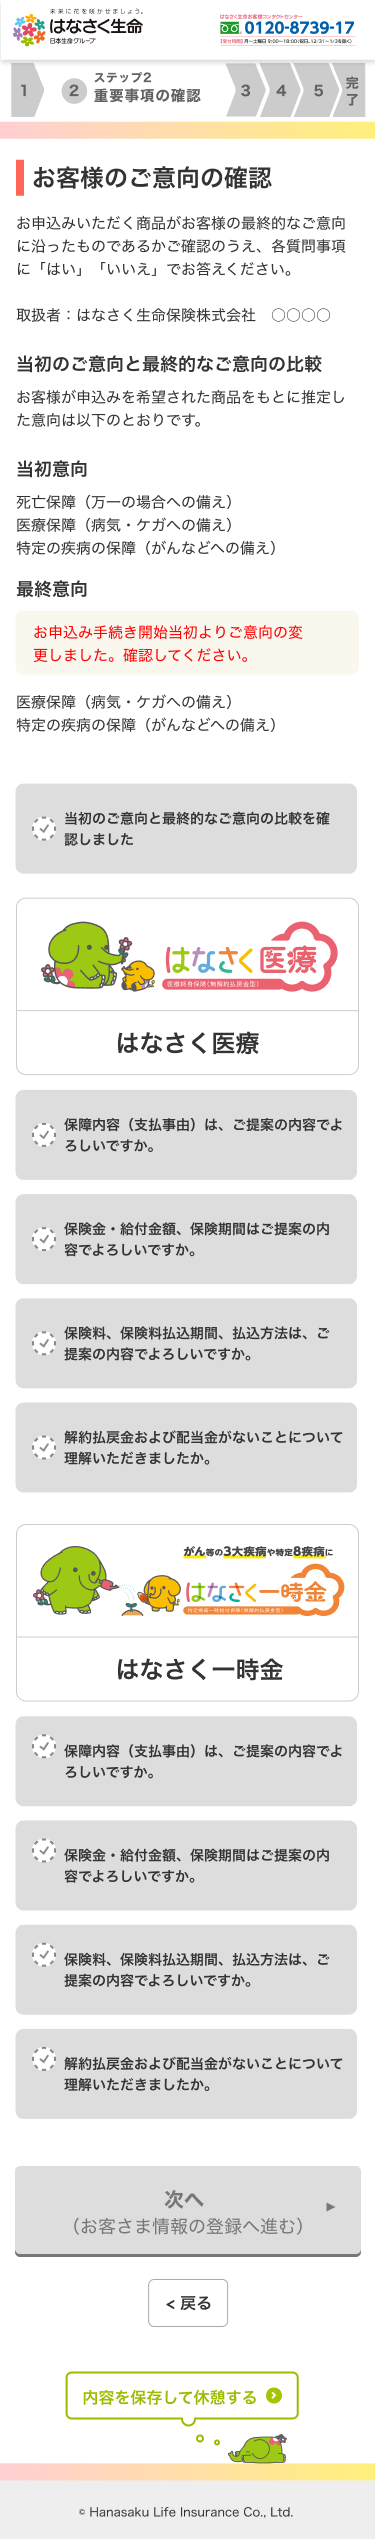 未来に花を咲かせましょう。
はなさく生命
日本生命グループ
はなさく生命お客様コンタクトセンター
0120-8739-17
【受付時間】月〜土曜日 9:00〜18:00(祝日、12/31〜1/3を除く)
1
2
ステップ2
重要事項の確認
3
4
5
完了
お客様のご意向の確認
お申込みいただく商品がお客様の最終的なご意向
に沿ったものであるかご確認のうえ、各質問事項
に「はい」「いいえ」でお答えください。
取扱者：はなさく生命保険株式会社　〇〇〇〇
当初のご意向と最終的なご意向の比較
お客様が申込みを希望された商品をもとに推定し
た意向は以下のとおりです。
当初意向
死亡保障（万一の場合への備え）
医療保障（病気・ケガへの備え）
特定の疾病の保障（がんなどへの備え）
最終意向
お申込み手続き開始当初よりご意向の変
更しました。確認してください。
医療保障（病気・ケガへの備え）
特定の疾病の保障（がんなどへの備え）
当初のご意向と最終的なご意向の比較を確
認しました
はなさく医療
医療終身保険(無解約払戻金型)
はなさく医療
保障内容（支払事由）は、ご提案の内容でよ
ろしいですか。
保険金・給付金額、保険期間はご提案の内
容でよろしいですか。
保険料、保険料払込期間、払込方法は、ご
提案の内容でよろしいですか。
解約払戻金および配当金がないことについて
理解いただきましたか。
がん等の3大疾病や特定8疾病に
はなさく一時金
特定疾病一時給付保険(無解約払戻金型)
はなさく一時金
保障内容（支払事由）は、ご提案の内容でよ
ろしいですか。
保険金・給付金額、保険期間はご提案の内
容でよろしいですか。
保険料、保険料払込期間、払込方法は、ご
提案の内容でよろしいですか。
解約払戻金および配当金がないことについて
理解いただきましたか。
次へ
（お客さま情報の登録へ進む）
< 戻る
内容を保存して休憩する
© Hanasaku Life Insurance Co., Ltd.